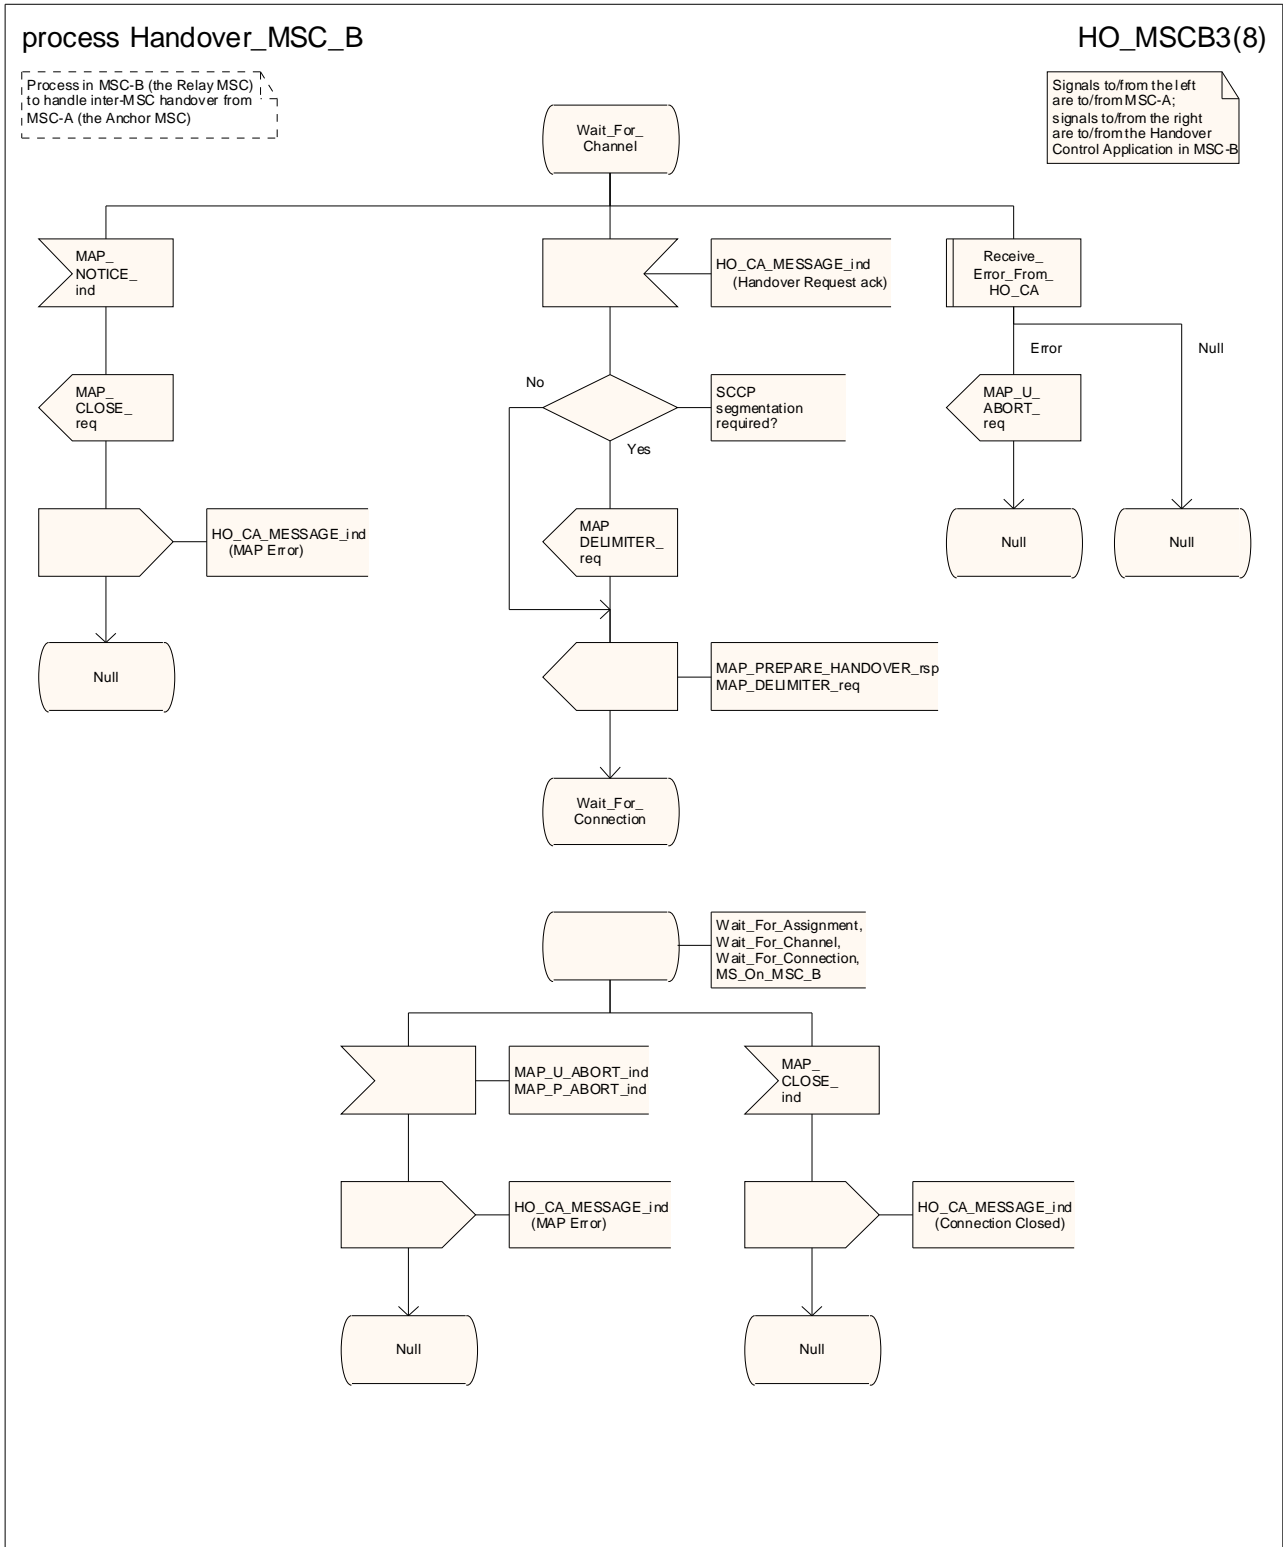 process Handover_MSC_B
HO_MSCB3(8)
Process in MSC-B (the Relay MSC)
to handle inter-MSC handover from
MSC-A (the Anchor MSC)
Signals to/from the left
are to/from MSC-A;
signals to/from the right
are to/from the Handover
Control Application in MSC-B
Wait_For_
Channel
MAP_
NOTICE_
ind
HO_CA_MESSAGE_ind
(Handover Request ack)
Receive_
Error_From_
HO_CA
Error
Null
MAP_
CLOSE_
req
No
SCCP
segmentation
required?
Yes
MAP_U_
ABORT_
req
HO_CA_MESSAGE_ind
(MAP Error)
MAP
DELIMITER_
req
Null
Null
Null
MAP_PREPARE_HANDOVER_rsp
MAP_DELIMITER_req
Wait_For_
Connection
Wait_For_Assignment,
Wait_For_Channel,
Wait_For_Connection,
MS_On_MSC_B
MAP_U_ABORT_ind
MAP_P_ABORT_ind
MAP_
CLOSE_
ind
HO_CA_MESSAGE_ind
(MAP Error)
HO_CA_MESSAGE_ind
(Connection Closed)
Null
Null